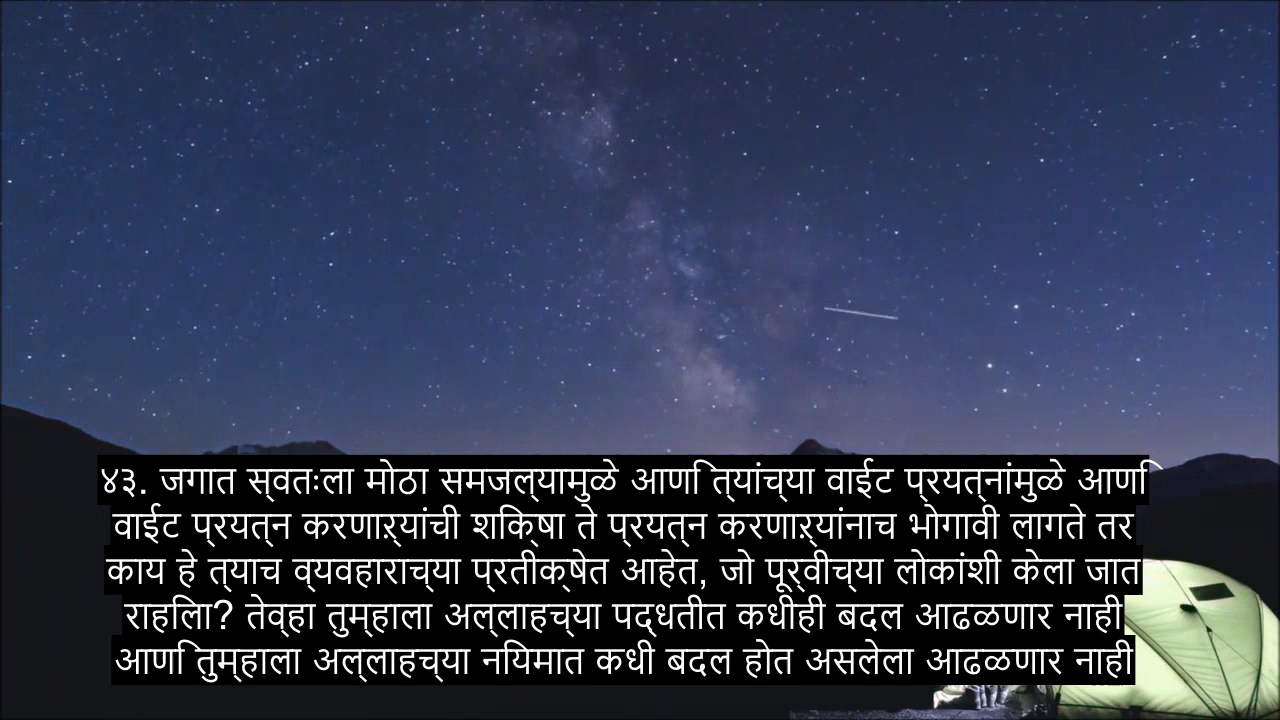 ४३. जगात स्वतःला मोठा समजल्यामुळे आणि त्यांच्या वाईट प्रयत्नांमुळे आणि
वाईट प्रयत्न करणाऱ्यांची शिक्षा ते प्रयत्न करणाऱ्यांनाच भोगावी लागते तर
काय हे त्याच व्यवहाराच्या प्रतीक्षेत आहेत, जो पूर्वीच्या लोकांशी केला जात
राहिला? तेव्हा तुम्हाला अल्लाहच्या पद्धतीत कधीही बदल आढळणार नाही
आणि तुम्हाला अल्लाहच्या नियमात कधी बदल होत असलेला आढळणार नाही